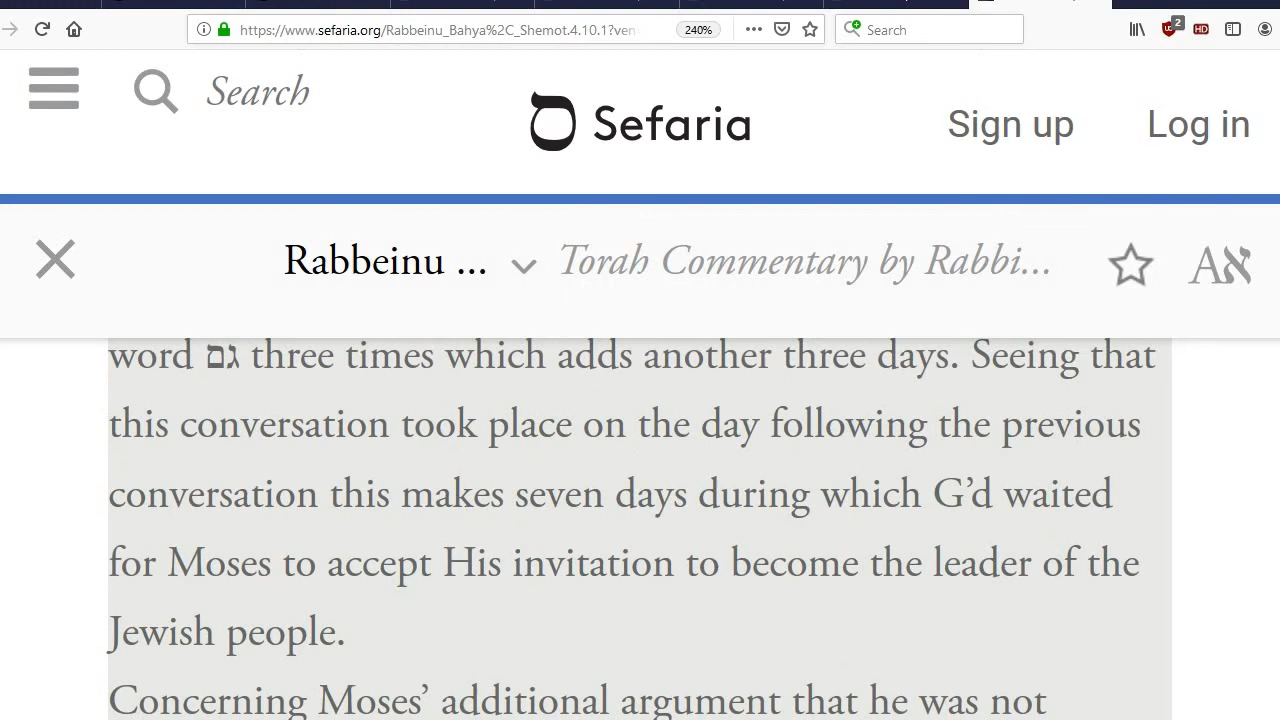 https://www.sefaria.org/Rabbeinu_Bahya%2C_Shemot.4.10.1?ven
240%
Search
2
HD
Search
Sefaria
Sign up
Log in
Rabbeinu ...
Torah Commentary by Rabbi...
Aא
word גם three times which adds another three days. Seeing that
this conversation took place on the day following the previous
conversation this makes seven days during which G’d waited
for Moses to accept His invitation to become the leader of the
Jewish people.
Concerning Moses’ additional argument that he was not